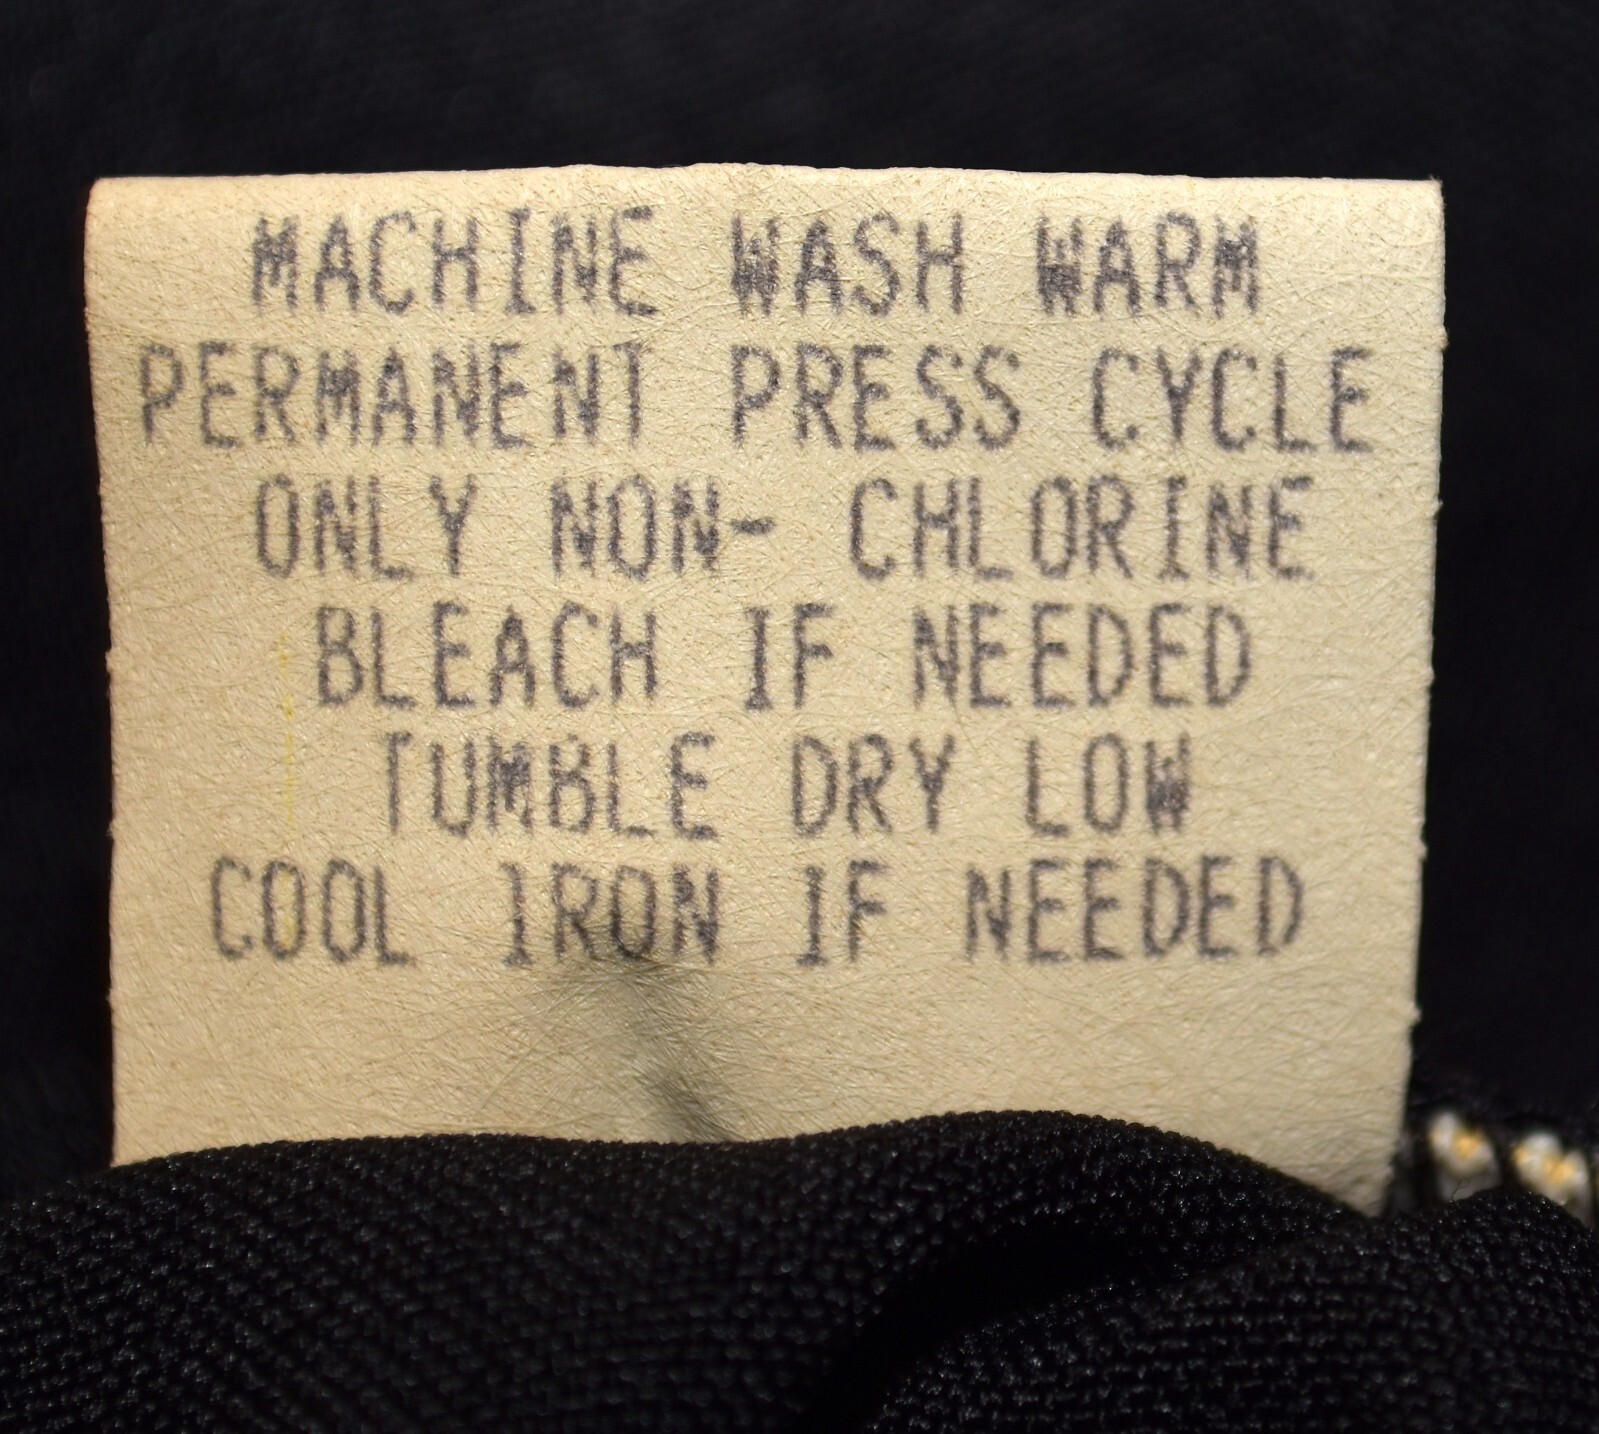 MACHINE WASH WARM
PERMANENT PRESS CYCLE
ONLY NON- CHLORINE
BLEACH IF NEEDED
TUMBLE DRY LOW
COOL IRON IF NEEDED